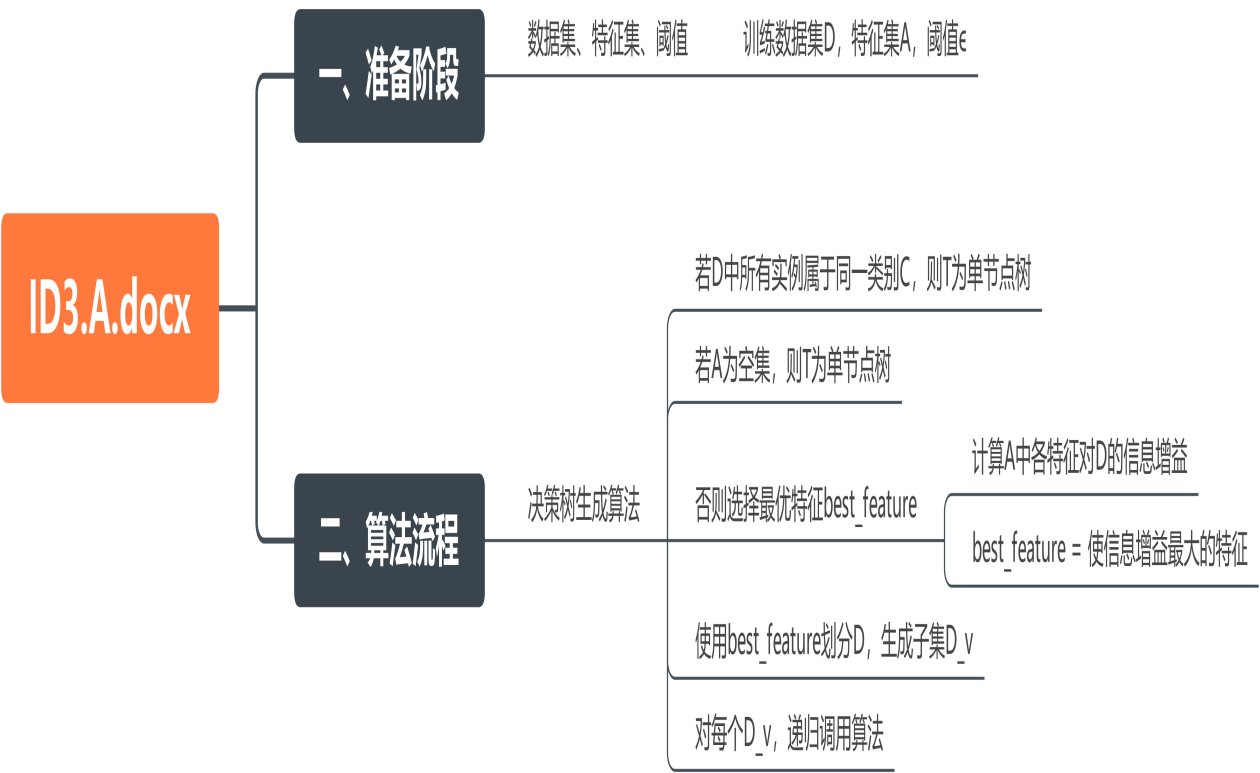 ID3.A.docx
一、准备阶段
数据集、特征集、阈值
训练数据集D，特征集A，阈值ϵ
二、算法流程
决策树生成算法
若D中所有实例属于同一类别C，则T为单节点树
若A为空集，则T为单节点树
否则选择最优特征best_feature
计算A中各特征对D的信息增益
best_feature = 使信息增益最大的特征
使用best_feature划分D，生成子集D_v
对每个D_v，递归调用算法